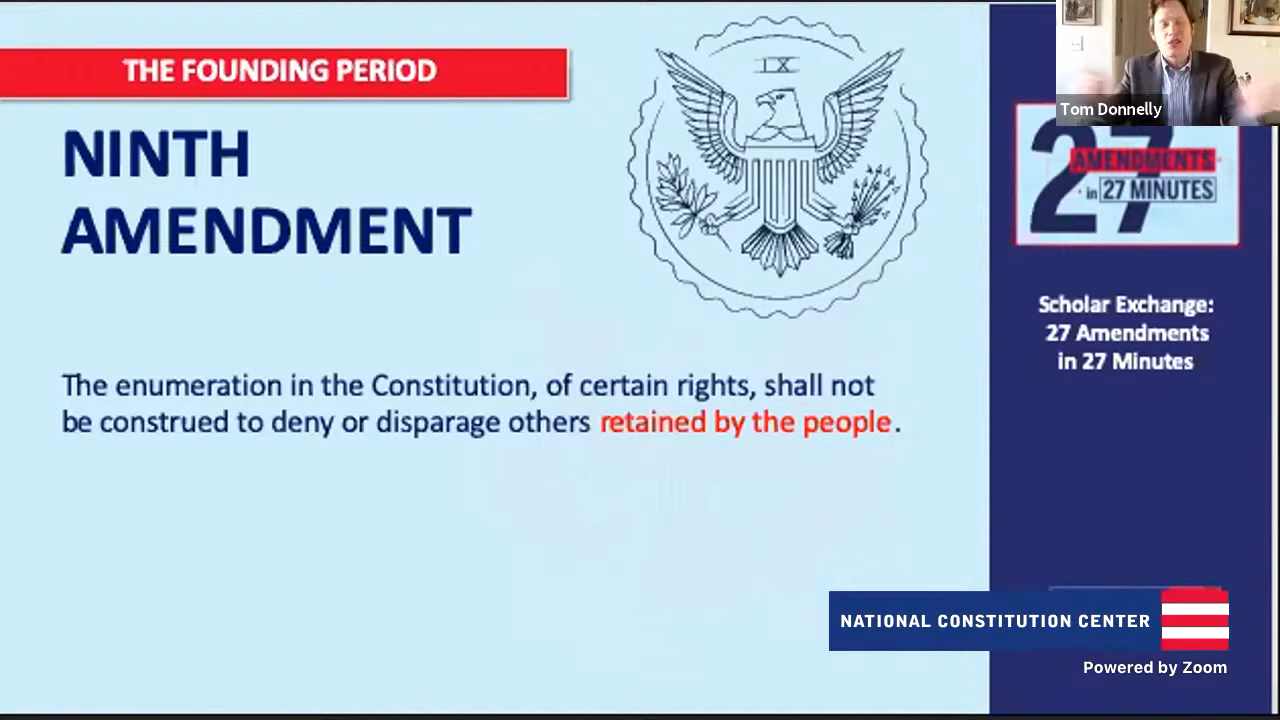 THE FOUNDING PERIOD
NINTH
AMENDMENT
IX
The enumeration in the Constitution, of certain rights, shall not
be construed to deny or disparage others retained by the people.
Tom Donnelly
27
AMENDMENTS
in 27 MINUTES
Scholar Exchange:
27 Amendments
in 27 Minutes
NATIONAL CONSTITUTION CENTER
Powered by Zoom